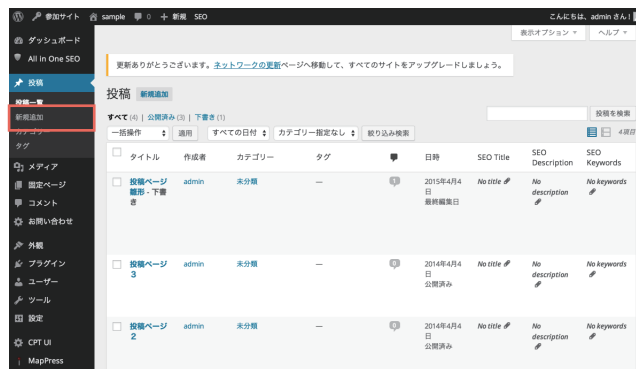 参加サイト sample 0 + 新規 SEO こんにちは、admin さん!
表示オプション ▼ ヘルプ ▼
ダッシュボード
All in One SEO
投稿
投稿一覧
新規追加
カテゴリー
タグ
メディア
固定ページ
コメント
お問い合わせ
外観
プラグイン
ユーザー
ツール
設定
CPT UI
MapPress
更新ありがとうございます。ネットワークの更新ページへ移動して、すべてのサイトをアップグレードしましょう。
投稿 新規追加
すべて (4) | 公開済み (3) | 下書き (1)
投稿を検索
一括操作 適用 すべての日付 カテゴリー指定なし 絞り込み検索 4項目
タイトル 作成者 カテゴリー タグ 日時 SEO Title SEO Description SEO Keywords
投稿ページ雛形 - 下書き admin 未分類 — 1 2015年4月4日 最終編集日 No title No description No keywords
投稿ページ3 admin 未分類 — 0 2014年4月4日 公開済み No title No description No keywords
投稿ページ2 admin 未分類 — 0 2014年4月4日 公開済み No title No description No keywords